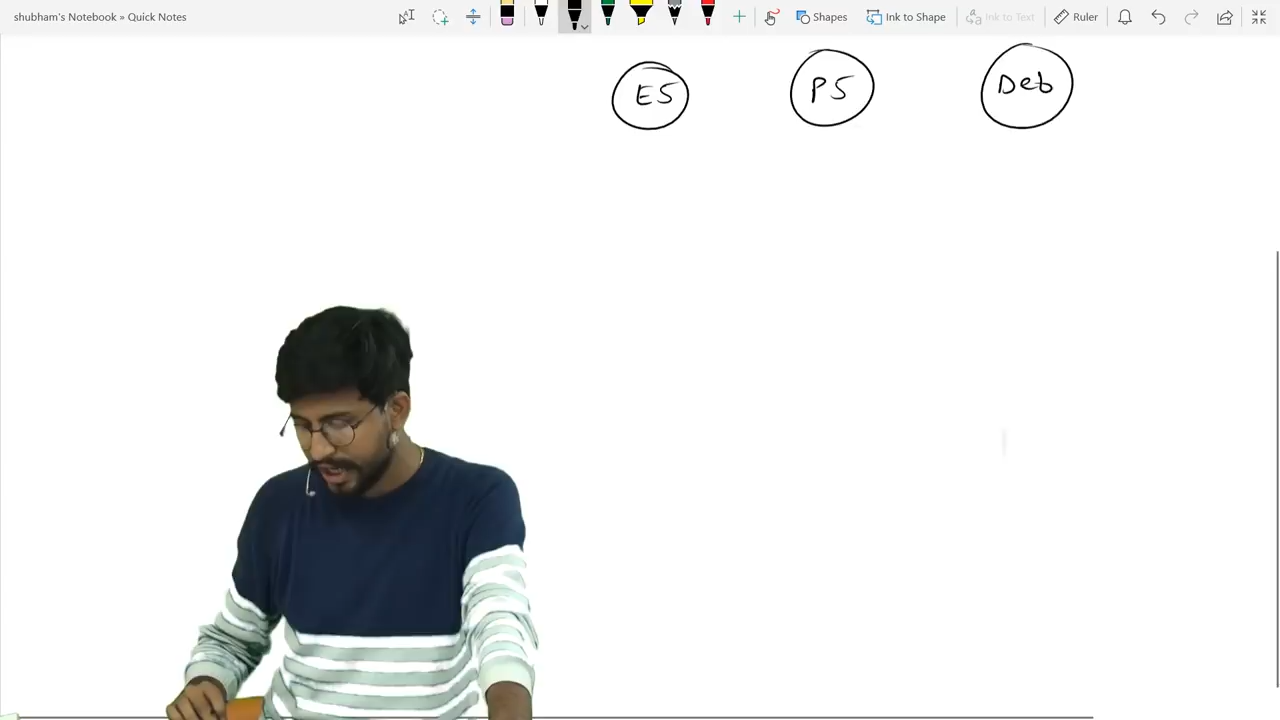 shubham's Notebook » Quick Notes
Shapes
Ink to Shape
Ink to Text
Ruler
ES PS Deb